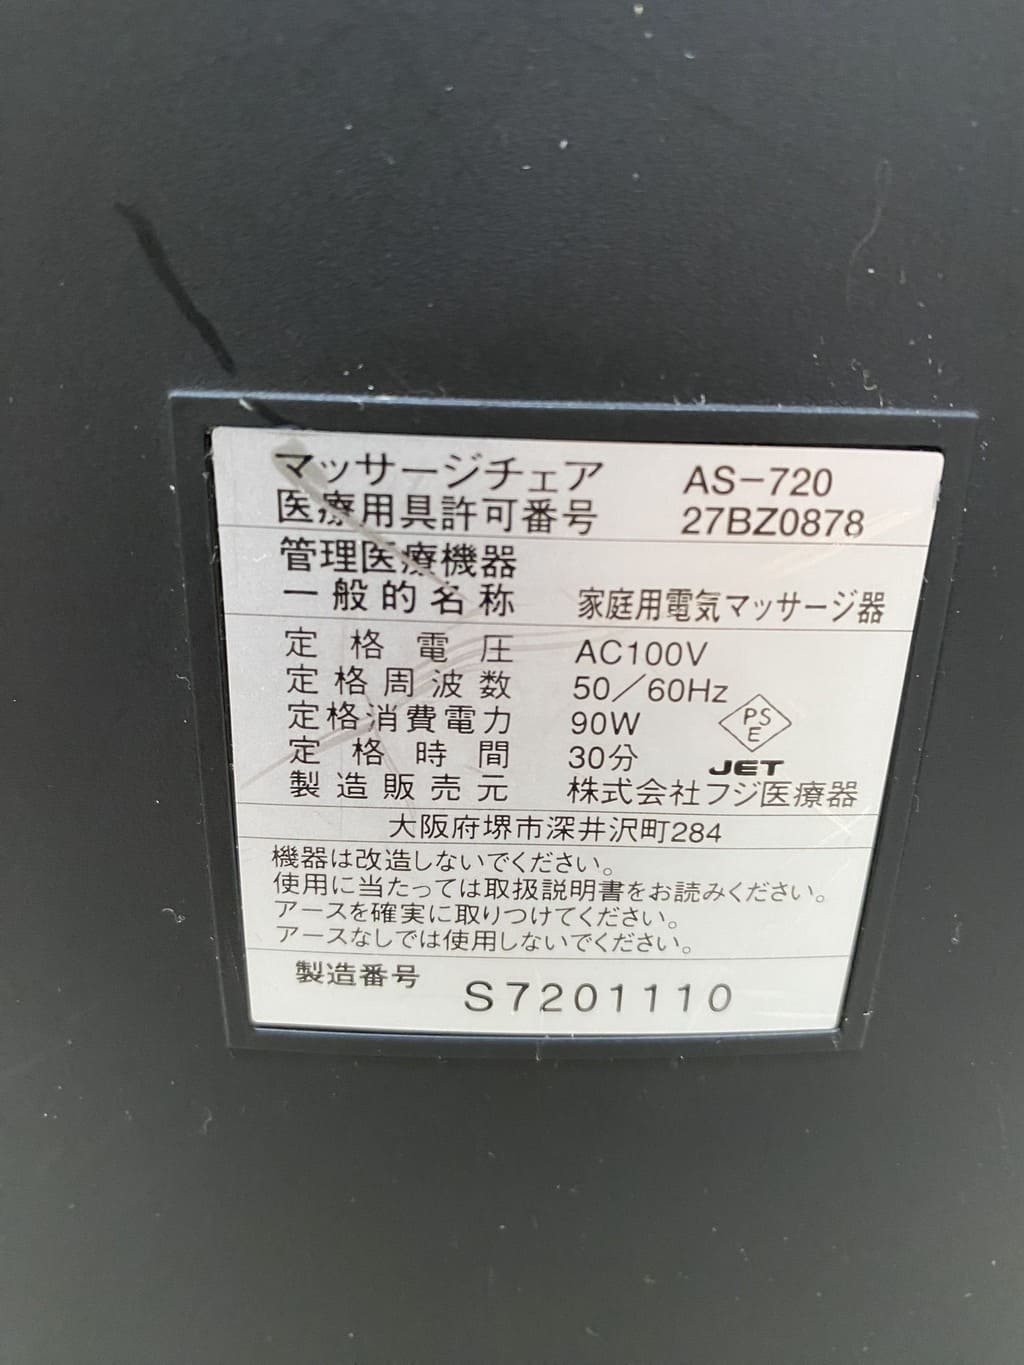 マッサージチェア AS-720
医療用具許可番号 27BZ0878
管理医療機器
一般的名称 家庭用電気マッサージ器
定格電圧 AC100V
定格周波数 50/60Hz
定格消費電力 90W
PS
E
定格時間 30分
JET
製造販売元 株式会社フジ医療器
大阪府堺市深井沢町284
機器は改造しないでください。
使用に当たっては取扱説明書をお読みください。
アースを確実に取りつけてください。
アースなしでは使用しないでください。
製造番号 S7201110